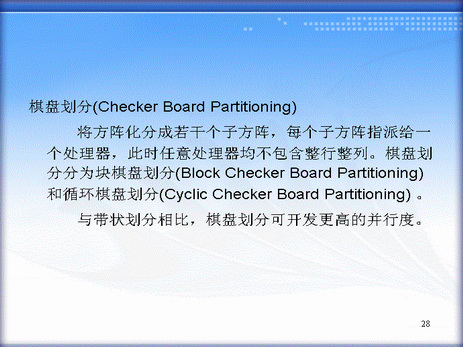 棋盘划分(Checker Board Partitioning)
将方阵化分成若干个子方阵，每个子方阵指派给一
个处理器，此时任意处理器均不包含整行整列。棋盘划
分分为块棋盘划分(Block Checker Board Partitioning)
和循环棋盘划分(Cyclic Checker Board Partitioning) 。
与带状划分相比，棋盘划分可开发更高的并行度。
28